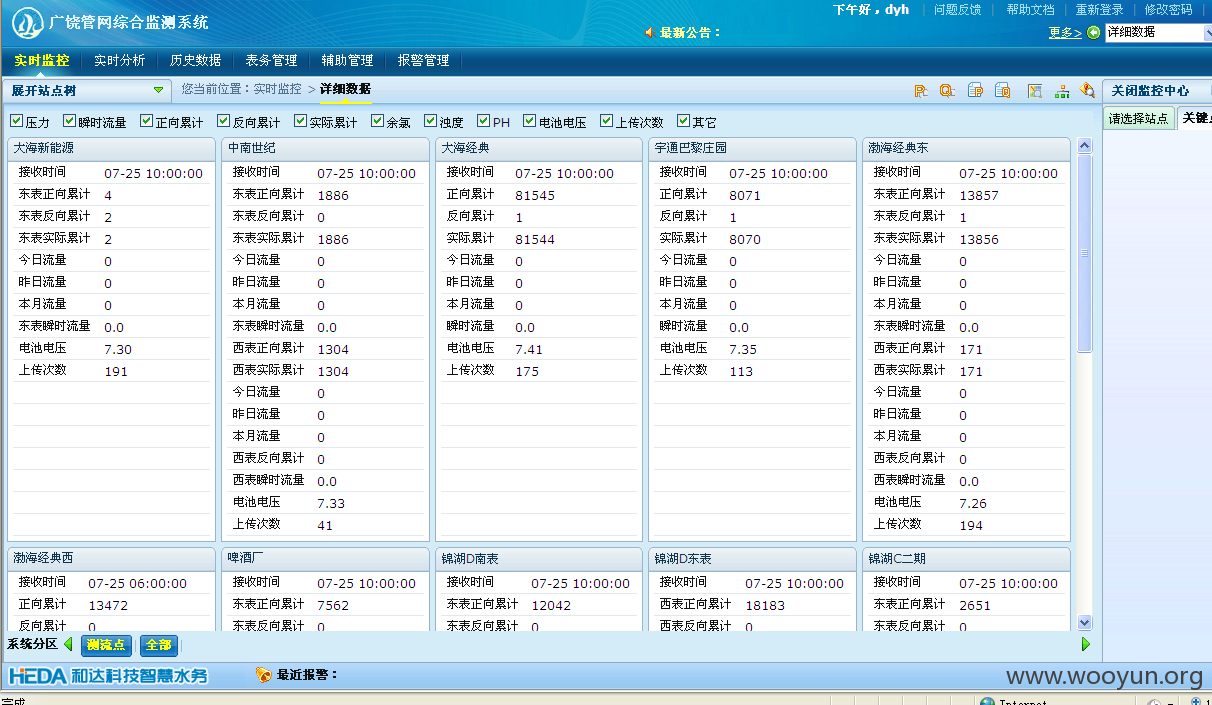 广饶管网综合监测系统
下午好，dyh 问题反馈 帮助文档 重新登录 修改密码
最新公告：
更多> 详细数据
实时监控 实时分析 历史数据 表务管理 辅助管理 报警管理
展开站点树 您当前位置：实时监控 > 详细数据 关闭监控中心
压力 瞬时流量 正向累计 反向累计 实际累计 余氯 浊度 PH 电池电压 上传次数 其它
请选择站点 关键
大海新能源
接收时间 07-25 10:00:00
东表正向累计 4
东表反向累计 2
东表实际累计 2
今日流量 0
昨日流量 0
本月流量 0
东表瞬时流量 0.0
电池电压 7.30
上传次数 191
中南世纪
接收时间 07-25 10:00:00
东表正向累计 1886
东表反向累计 0
东表实际累计 1886
今日流量 0
昨日流量 0
本月流量 0
东表瞬时流量 0.0
西表正向累计 1304
西表实际累计 1304
今日流量 0
昨日流量 0
本月流量 0
西表反向累计 0
西表瞬时流量 0.0
电池电压 7.33
上传次数 41
大海经典
接收时间 07-25 10:00:00
正向累计 81545
反向累计 1
实际累计 81544
今日流量 0
昨日流量 0
本月流量 0
瞬时流量 0.0
电池电压 7.41
上传次数 175
宇通巴黎庄园
接收时间 07-25 10:00:00
正向累计 8071
反向累计 1
实际累计 8070
今日流量 0
昨日流量 0
本月流量 0
瞬时流量 0.0
电池电压 7.35
上传次数 113
渤海经典东
接收时间 07-25 10:00:00
东表正向累计 13857
东表反向累计 1
东表实际累计 13856
今日流量 0
昨日流量 0
本月流量 0
东表瞬时流量 0.0
西表正向累计 171
西表实际累计 171
今日流量 0
昨日流量 0
本月流量 0
西表反向累计 0
西表瞬时流量 0.0
电池电压 7.26
上传次数 194
渤海经典西
接收时间 07-25 06:00:00
正向累计 13472
反向累计 0
啤酒厂
接收时间 07-25 10:00:00
东表正向累计 7562
东表反向累计 0
锦湖D南表
接收时间 07-25 10:00:00
东表正向累计 12042
东表反向累计 0
锦湖D东表
接收时间 07-25 10:00:00
西表正向累计 18183
西表反向累计 0
锦湖C二期
接收时间 07-25 10:00:00
东表正向累计 2651
东表反向累计 0
系统分区 测流点 全部
HEDA 和达科技智慧水务 最近报警：
www.wooyun.org
完成 Internet